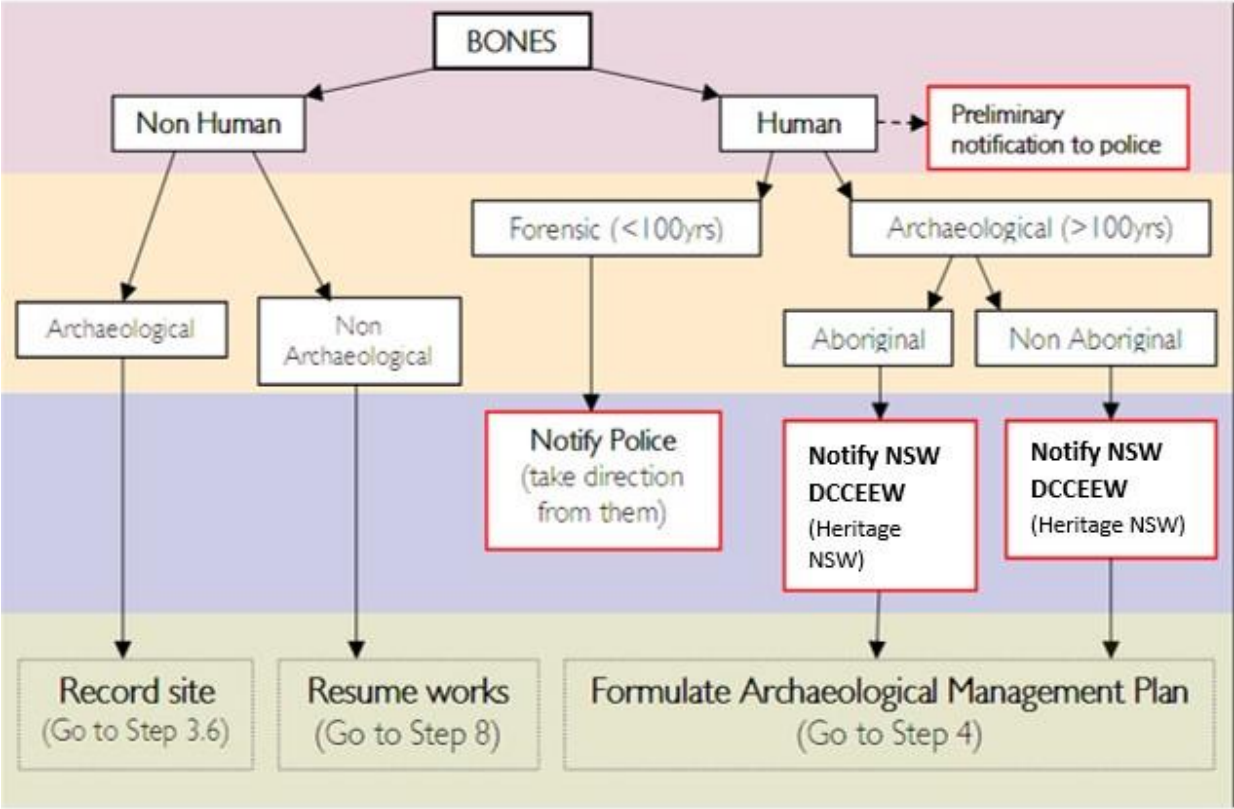 BONES
Non Human
Human
Preliminary
notification to police
Forensic (<100yrs)
Archaeological (>100yrs)
Archaeological
Non
Archaeological
Aboriginal
Non Aboriginal
Notify Police
(take direction
from them)
Notify NSW
DCCEEW
(Heritage
NSW)
Notify NSW
DCCEEW
(Heritage NSW)
Record site
(Go to Step 3.6)
Resume works
(Go to Step 8)
Formulate Archaeological Management Plan
(Go to Step 4)